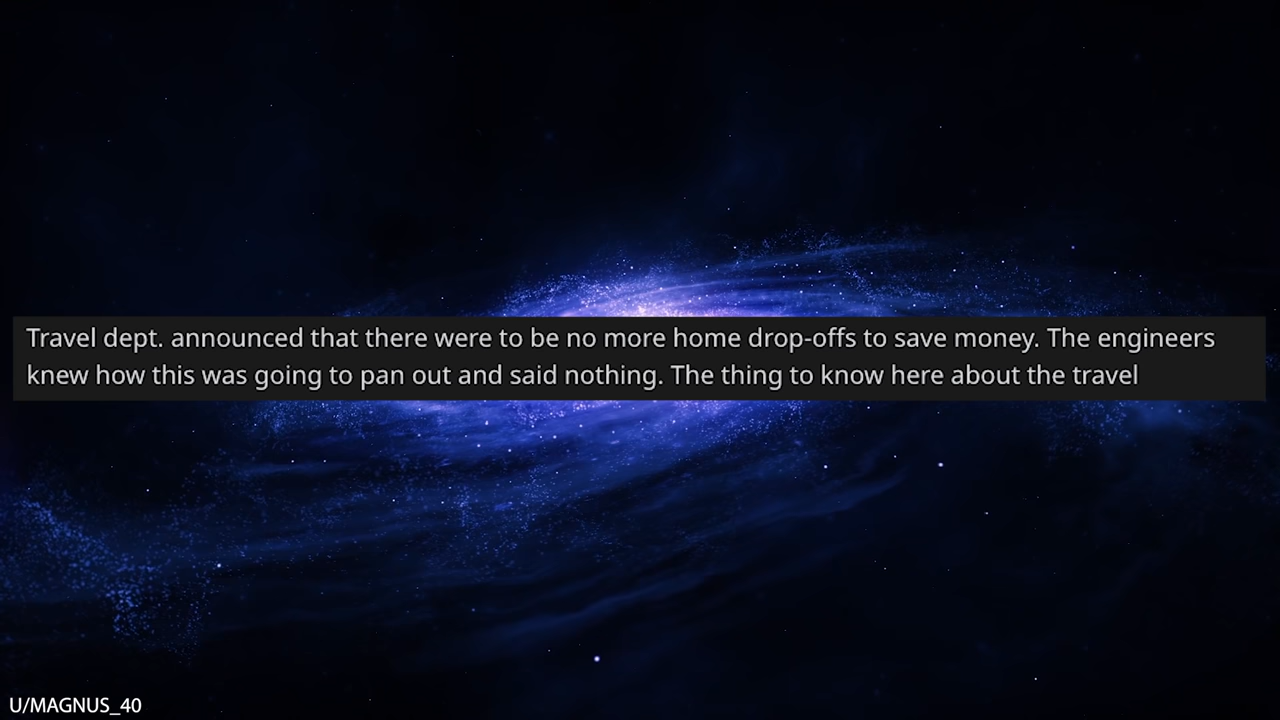 Travel dept. announced that there were to be no more home drop-offs to save money. The engineers
knew how this was going to pan out and said nothing. The thing to know here about the travel
U/MAGNUS_40